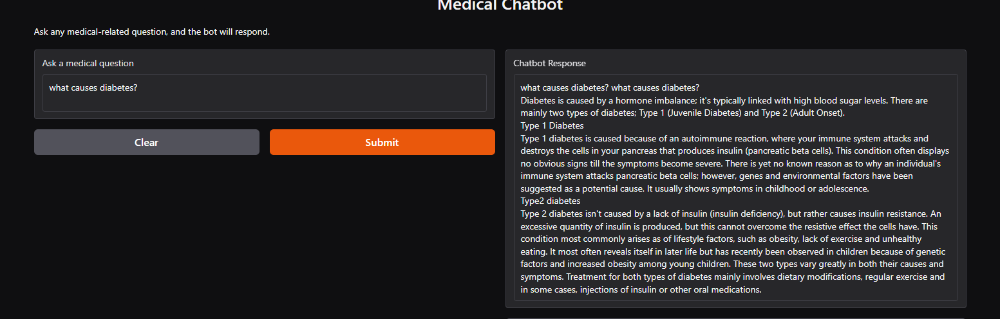 Medical Chatbot
Ask any medical-related question, and the bot will respond.
Ask a medical question
what causes diabetes?
Clear
Submit
Chatbot Response
what causes diabetes? what causes diabetes?
Diabetes is caused by a hormone imbalance; it's typically linked with high blood sugar levels. There are
mainly two types of diabetes; Type 1 (Juvenile Diabetes) and Type 2 (Adult Onset).
Type 1 Diabetes
Type 1 diabetes is caused because of an autoimmune reaction, where your immune system attacks and
destroys the cells in your pancreas that produces insulin (pancreatic beta cells). This condition often displays
no obvious signs till the symptoms become severe. There is yet no known reason as to why an individual's
immune system attacks pancreatic beta cells; however, genes and environmental factors have been
suggested as a potential cause. It usually shows symptoms in childhood or adolescence.
Type2 diabetes
Type 2 diabetes isn't caused by a lack of insulin (insulin deficiency), but rather causes insulin resistance. An
excessive quantity of insulin is produced, but this cannot overcome the resistive effect the cells have. This
condition most commonly arises as of lifestyle factors, such as obesity, lack of exercise and unhealthy
eating. It most often reveals itself in later life but has recently been observed in children because of genetic
factors and increased obesity among young children. These two types vary greatly in both their causes and
symptoms. Treatment for both types of diabetes mainly involves dietary modifications, regular exercise and
in some cases, injections of insulin or other oral medications.